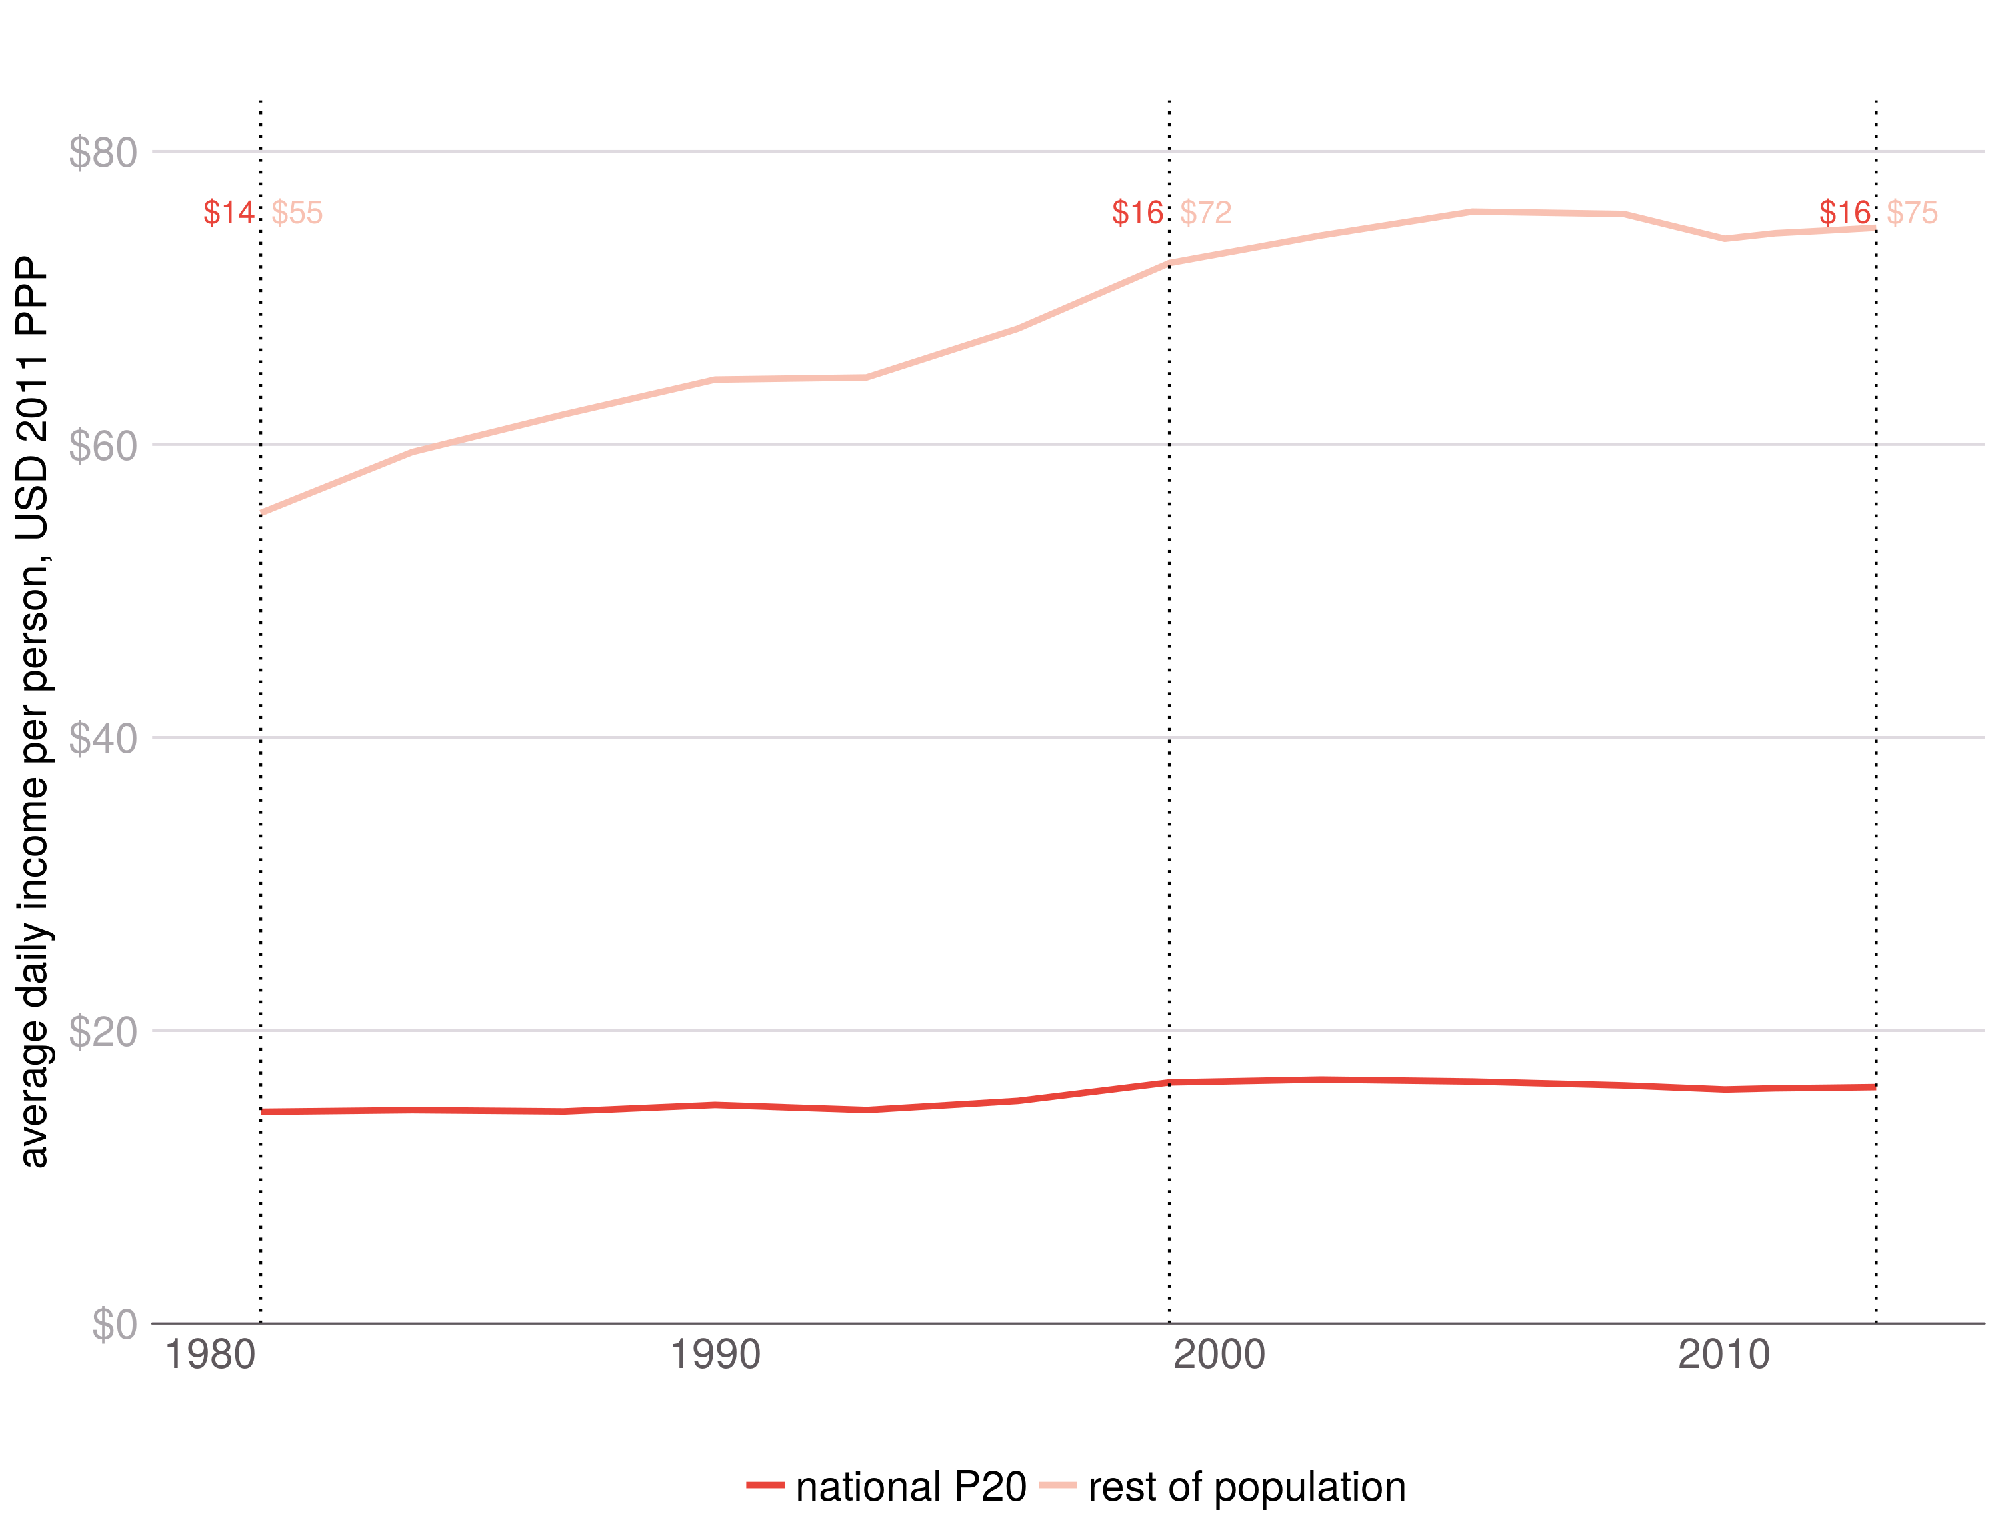 average daily income per person, USD 2011 PPP
$80
$14 $55 $16 $72 $16 $75
$60
$40
$20
$0
1980 1990 2000 2010
national P20 rest of population